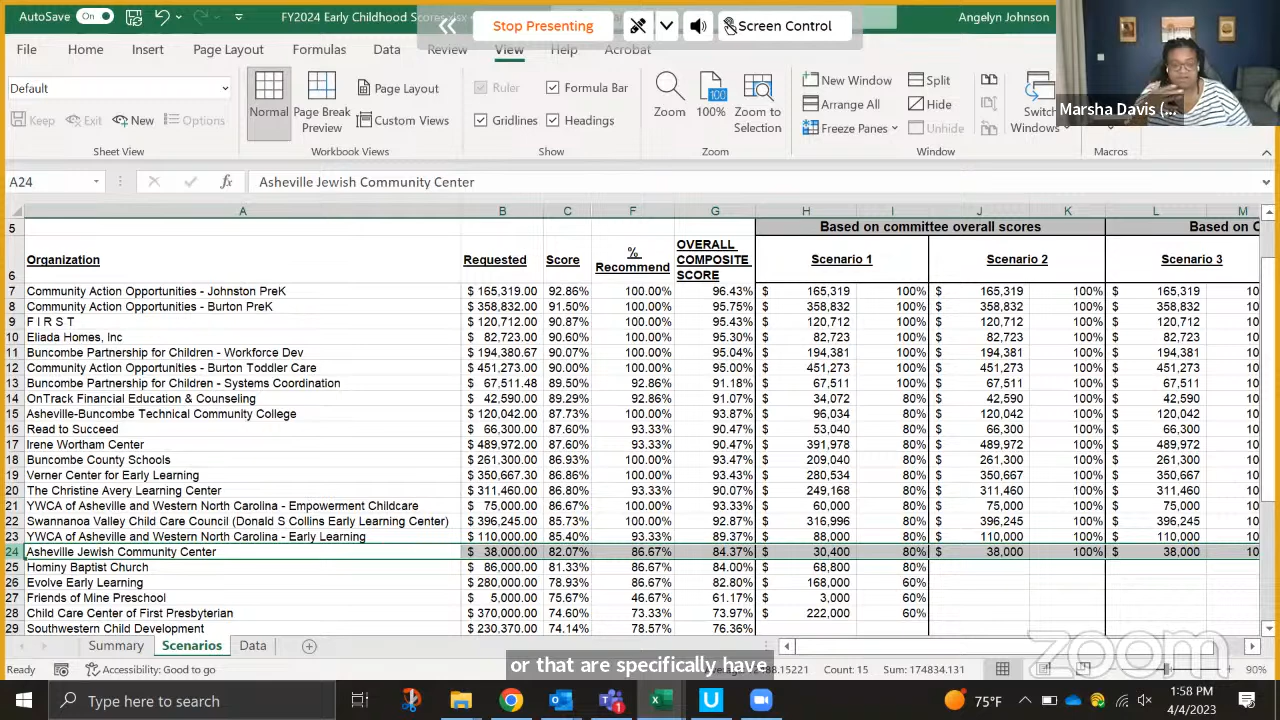 AutoSave On FY2024 Early Childhood Scores.xlsx Stop Presenting Screen Control Angelyn Johnson
File Home Insert Page Layout Formulas Data Review View Help Acrobat
Default
Keep Exit New Options
Sheet View
Normal
Page Break Preview
Page Layout
Custom Views
Workbook Views
Ruler Formula Bar
Gridlines Headings
Show
Zoom
100
100%
Zoom to Selection
Zoom
New Window
Arrange All
Freeze Panes
Split
Hide
Unhide
Switch Windows
Window
Macros
Marsha Davis (...
A24 fx Asheville Jewish Community Center
A B C F G H I J K L M
5 Based on committee overall scores Based on C
6 Organization Requested Score % Recommend OVERALL COMPOSITE SCORE Scenario 1 Scenario 2 Scenario 3
7 Community Action Opportunities - Johnston PreK $ 165,319.00 92.86% 100.00% 96.43% $ 165,319 100% $ 165,319 100% $ 165,319 10
8 Community Action Opportunities - Burton PreK $ 358,832.00 91.50% 100.00% 95.75% $ 358,832 100% $ 358,832 100% $ 358,832 10
9 F I R S T $ 120,712.00 90.87% 100.00% 95.43% $ 120,712 100% $ 120,712 100% $ 120,712 10
10 Eliada Homes, Inc $ 82,723.00 90.60% 100.00% 95.30% $ 82,723 100% $ 82,723 100% $ 82,723 10
11 Buncombe Partnership for Children - Workforce Dev $ 194,380.67 90.07% 100.00% 95.04% $ 194,381 100% $ 194,381 100% $ 194,381 10
12 Community Action Opportunities - Burton Toddler Care $ 451,273.00 90.00% 100.00% 95.00% $ 451,273 100% $ 451,273 100% $ 451,273 10
13 Buncombe Partnership for Children - Systems Coordination $ 67,511.48 89.50% 92.86% 91.18% $ 67,511 100% $ 67,511 100% $ 67,511 10
14 OnTrack Financial Education & Counseling $ 42,590.00 89.29% 92.86% 91.07% $ 34,072 80% $ 42,590 100% $ 42,590 10
15 Asheville-Buncombe Technical Community College $ 120,042.00 87.73% 100.00% 93.87% $ 96,034 80% $ 120,042 100% $ 120,042 10
16 Read to Succeed $ 66,300.00 87.60% 93.33% 90.47% $ 53,040 80% $ 66,300 100% $ 66,300 10
17 Irene Wortham Center $ 489,972.00 87.60% 93.33% 90.47% $ 391,978 80% $ 489,972 100% $ 489,972 10
18 Buncombe County Schools $ 261,300.00 86.93% 100.00% 93.47% $ 209,040 80% $ 261,300 100% $ 261,300 10
19 Verner Center for Early Learning $ 350,667.30 86.86% 100.00% 93.43% $ 280,534 80% $ 350,667 100% $ 350,667 10
20 The Christine Avery Learning Center $ 311,460.00 86.80% 93.33% 90.07% $ 249,168 80% $ 311,460 100% $ 311,460 10
21 YWCA of Asheville and Western North Carolina - Empowerment Childcare $ 75,000.00 86.67% 100.00% 93.33% $ 60,000 80% $ 75,000 100% $ 75,000 10
22 Swannanoa Valley Child Care Council (Donald S Collins Early Learning Center) $ 396,245.00 85.73% 100.00% 92.87% $ 316,996 80% $ 396,245 100% $ 396,245 10
23 YWCA of Asheville and Western North Carolina - Early Learning $ 110,000.00 85.40% 93.33% 89.37% $ 88,000 80% $ 110,000 100% $ 110,000 10
24 Asheville Jewish Community Center $ 38,000.00 82.07% 86.67% 84.37% $ 30,400 80% $ 38,000 100% $ 38,000 10
25 Hominy Baptist Church $ 86,000.00 81.33% 86.67% 84.00% $ 68,800 80%
26 Evolve Early Learning $ 280,000.00 78.93% 86.67% 82.80% $ 168,000 60%
27 Friends of Mine Preschool $ 5,000.00 75.67% 46.67% 61.17% $ 3,000 60%
28 Child Care Center of First Presbyterian $ 370,000.00 74.60% 73.33% 73.97% $ 222,000 60%
29 Southwestern Child Development $ 230,370.00 74.14% 78.57% 76.36%
Summary Scenarios Data
Ready Accessibility: Good to go or that are specifically have Count: 15 Sum: 174834.131 90%
zoom
Type here to search 75°F 1:58 PM
4/4/2023